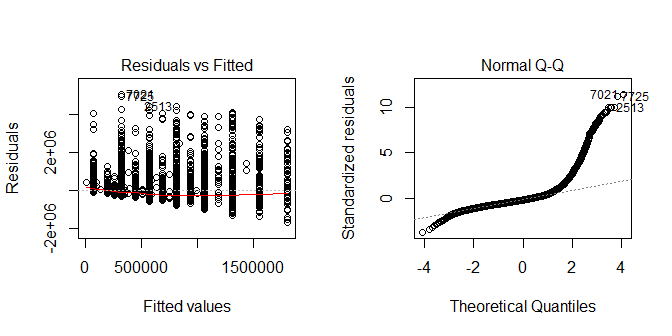 Residuals vs Fitted
Residuals
-2e+06
2e+06
7021
7725
2513
0
500000
1500000
Fitted values
Normal Q-Q
Standardized residuals
0
5
10
7021
7725
2513
-4
-2
0
2
4
Theoretical Quantiles